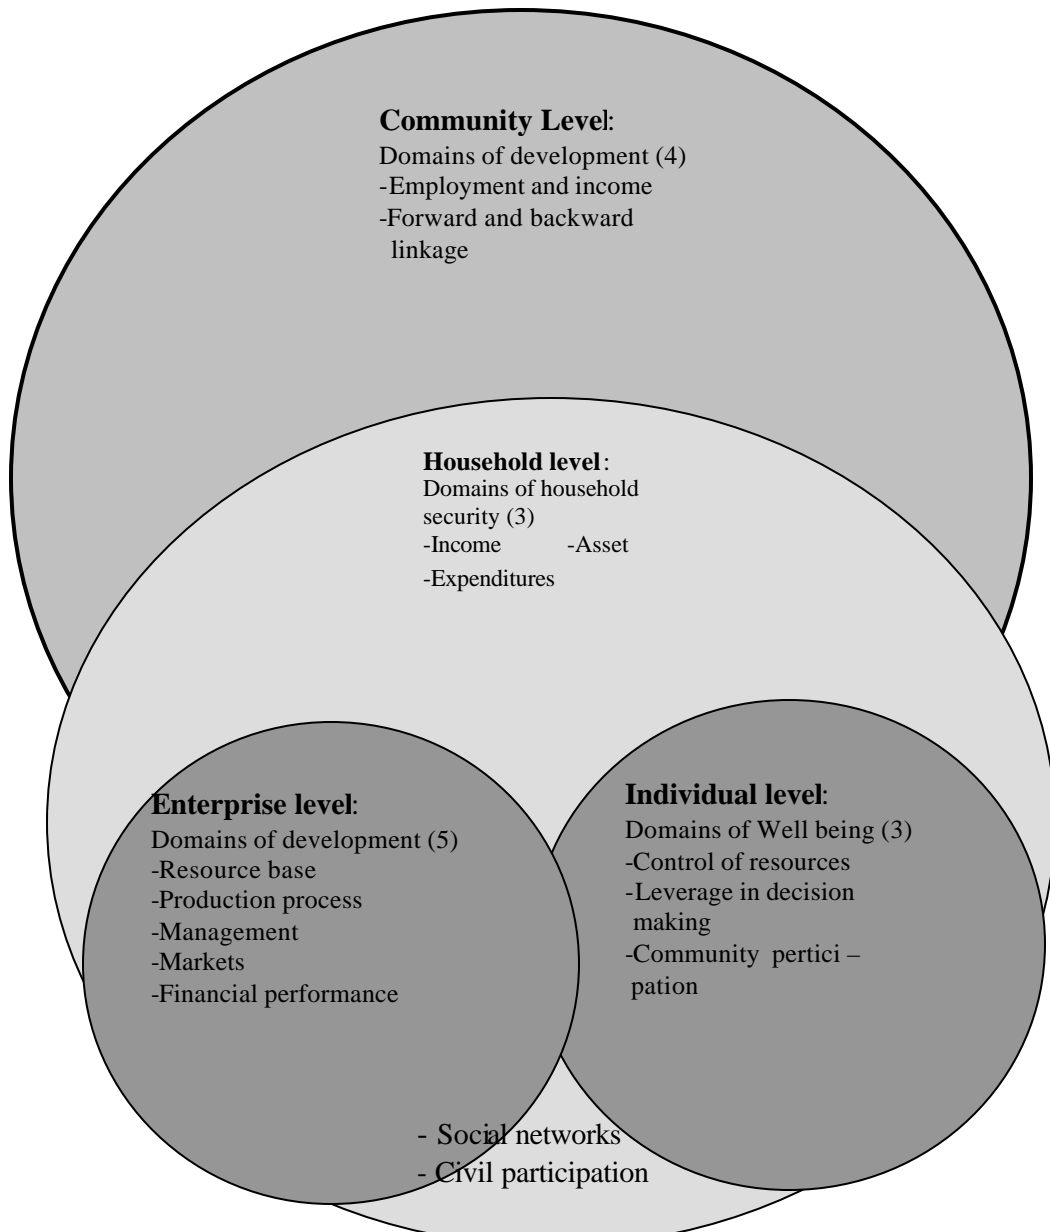 Community Level:
Domains of development (4)
-Employment and income
-Forward and backward
linkage
Household level:
Domains of household
security (3)
-Income -Asset
-Expenditures
Enterprise level:
Domains of development (5)
-Resource base
-Production process
-Management
-Markets
-Financial performance
Individual level:
Domains of Well being (3)
-Control of resources
-Leverage in decision
making
-Community pertici –
pation
- Social networks
- Civil participation